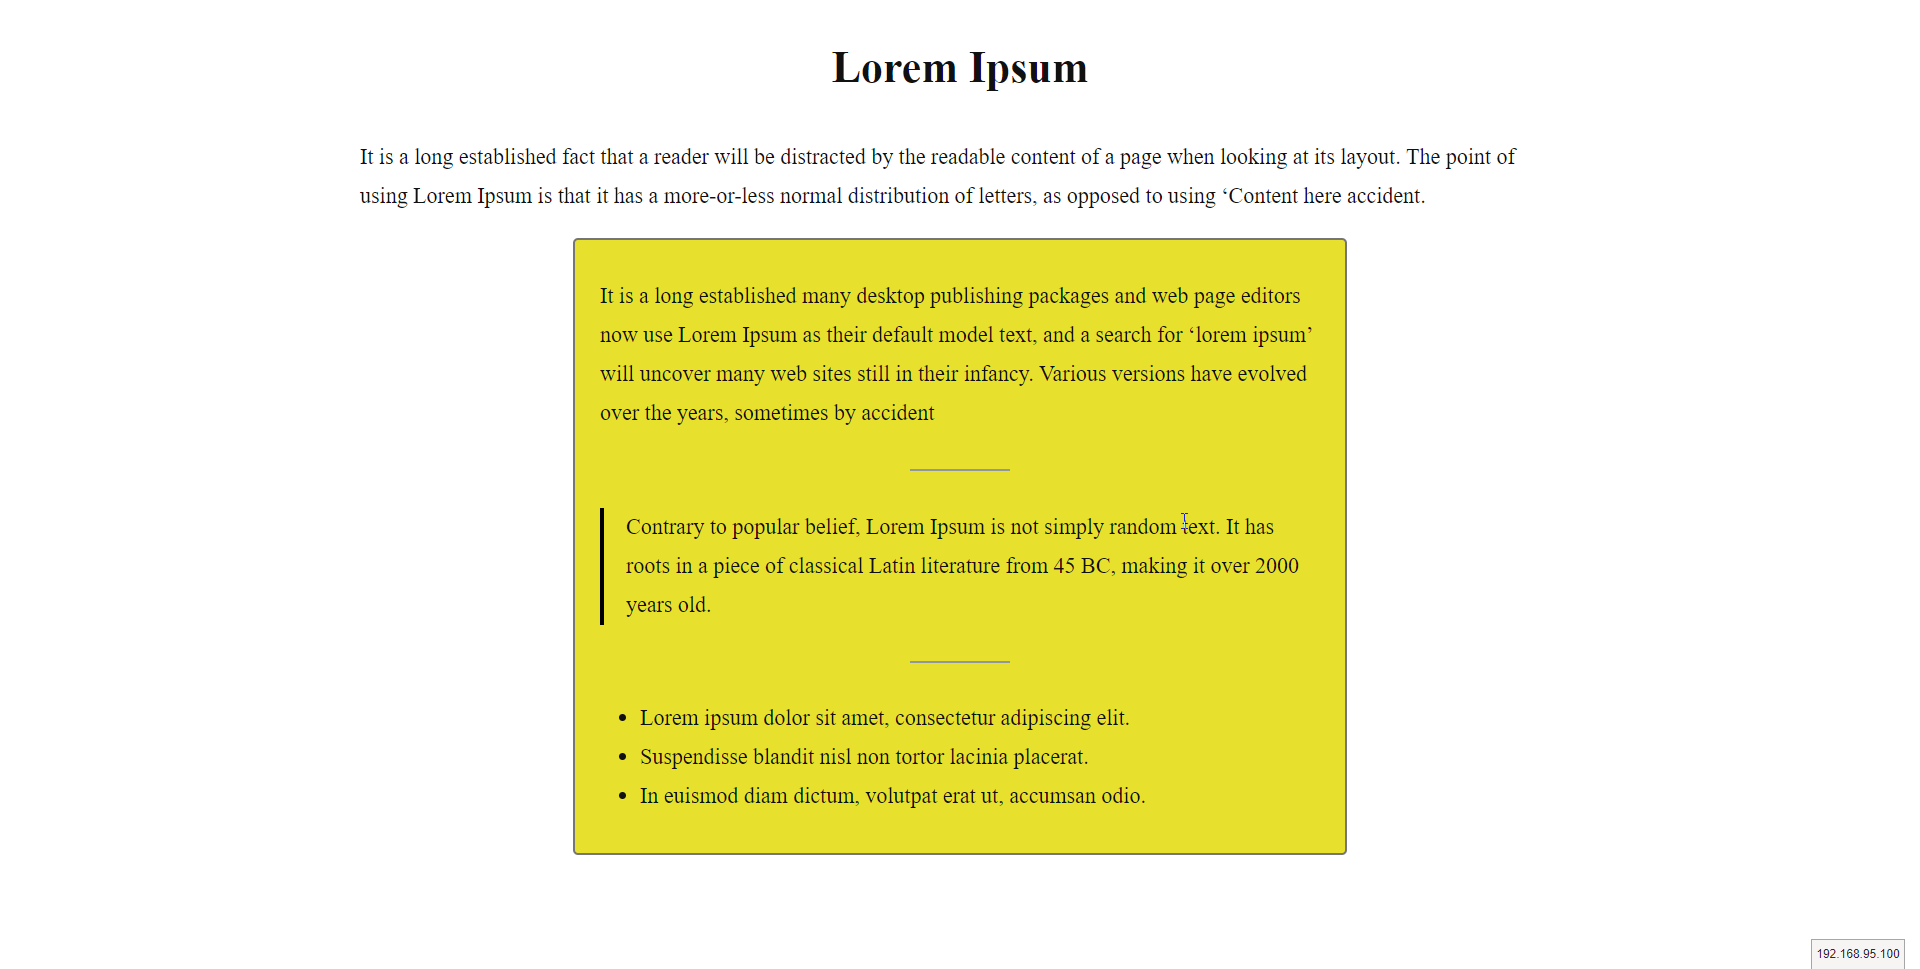 Lorem Ipsum
It is a long established fact that a reader will be distracted by the readable content of a page when looking at its layout. The point of
using Lorem Ipsum is that it has a more-or-less normal distribution of letters, as opposed to using ‘Content here accident.
It is a long established many desktop publishing packages and web page editors
now use Lorem Ipsum as their default model text, and a search for ‘lorem ipsum’
will uncover many web sites still in their infancy. Various versions have evolved
over the years, sometimes by accident
Contrary to popular belief, Lorem Ipsum is not simply random text. It has
roots in a piece of classical Latin literature from 45 BC, making it over 2000
years old.
• Lorem ipsum dolor sit amet, consectetur adipiscing elit.
• Suspendisse blandit nisl non tortor lacinia placerat.
• In euismod diam dictum, volutpat erat ut, accumsan odio.
192.168.95.100